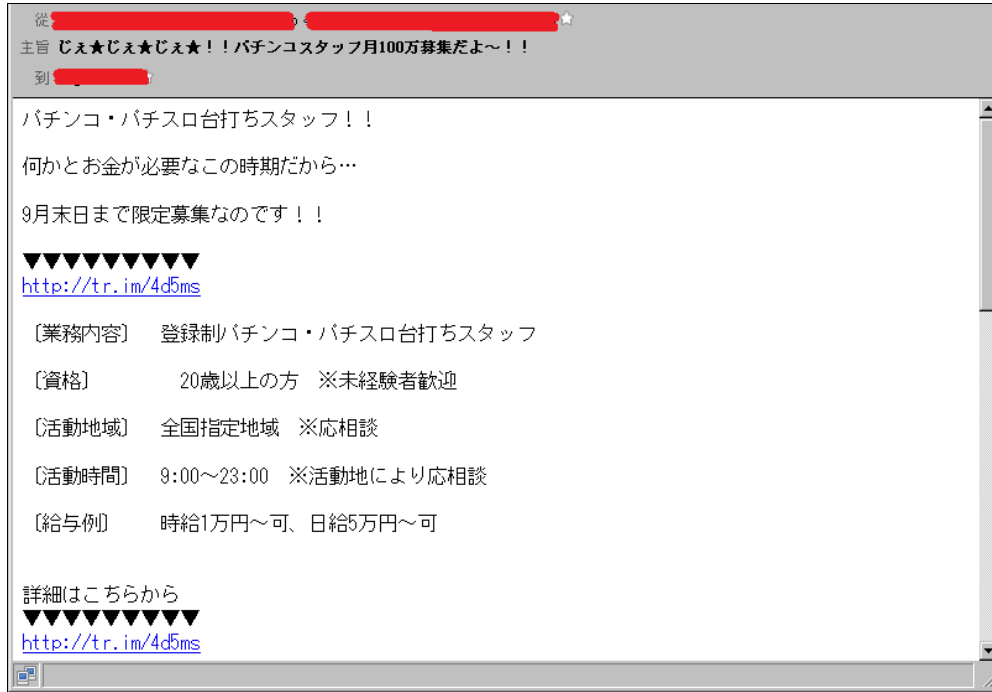 從
主旨 じぇ★じぇ★じぇ★！！パチンコスタッフ月100万募集だよ～！！
到
パチンコ・パチスロ台打ちスタッフ！！
何かとお金が必要なこの時期だから…
9月末日まで限定募集なのです！！
▼▼▼▼▼▼▼▼▼
http://tr.im/4d5ms
〔業務内容〕 登録制パチンコ・パチスロ台打ちスタッフ
〔資格〕 20歳以上の方 ※未経験者歓迎
〔活動地域〕 全国指定地域 ※応相談
〔活動時間〕 9:00～23:00 ※活動地により応相談
〔給与例〕 時給1万円～可、日給5万円～可
詳細はこちらから
▼▼▼▼▼▼▼▼▼
http://tr.im/4d5ms